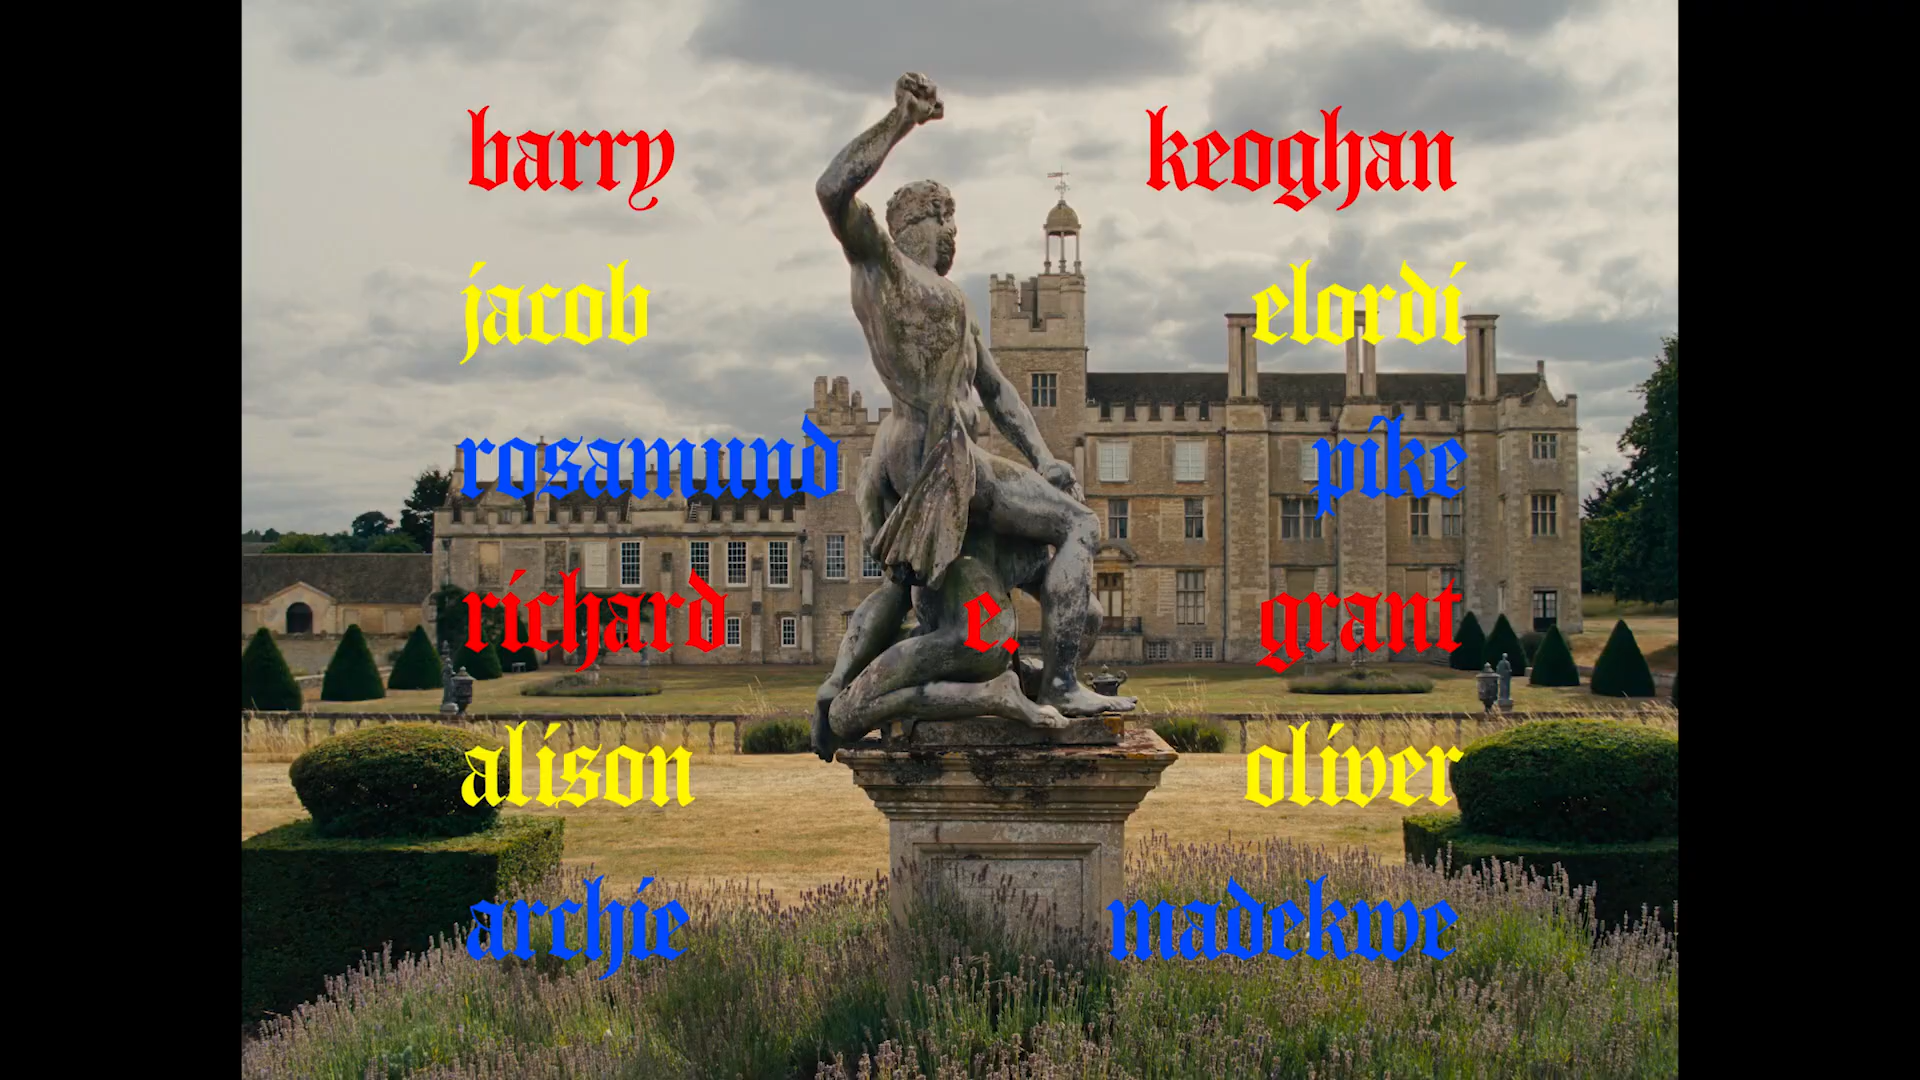 barry keoghan
jacob elordi
rosamund pike
richard e. grant
alison oliver
archie madekwe